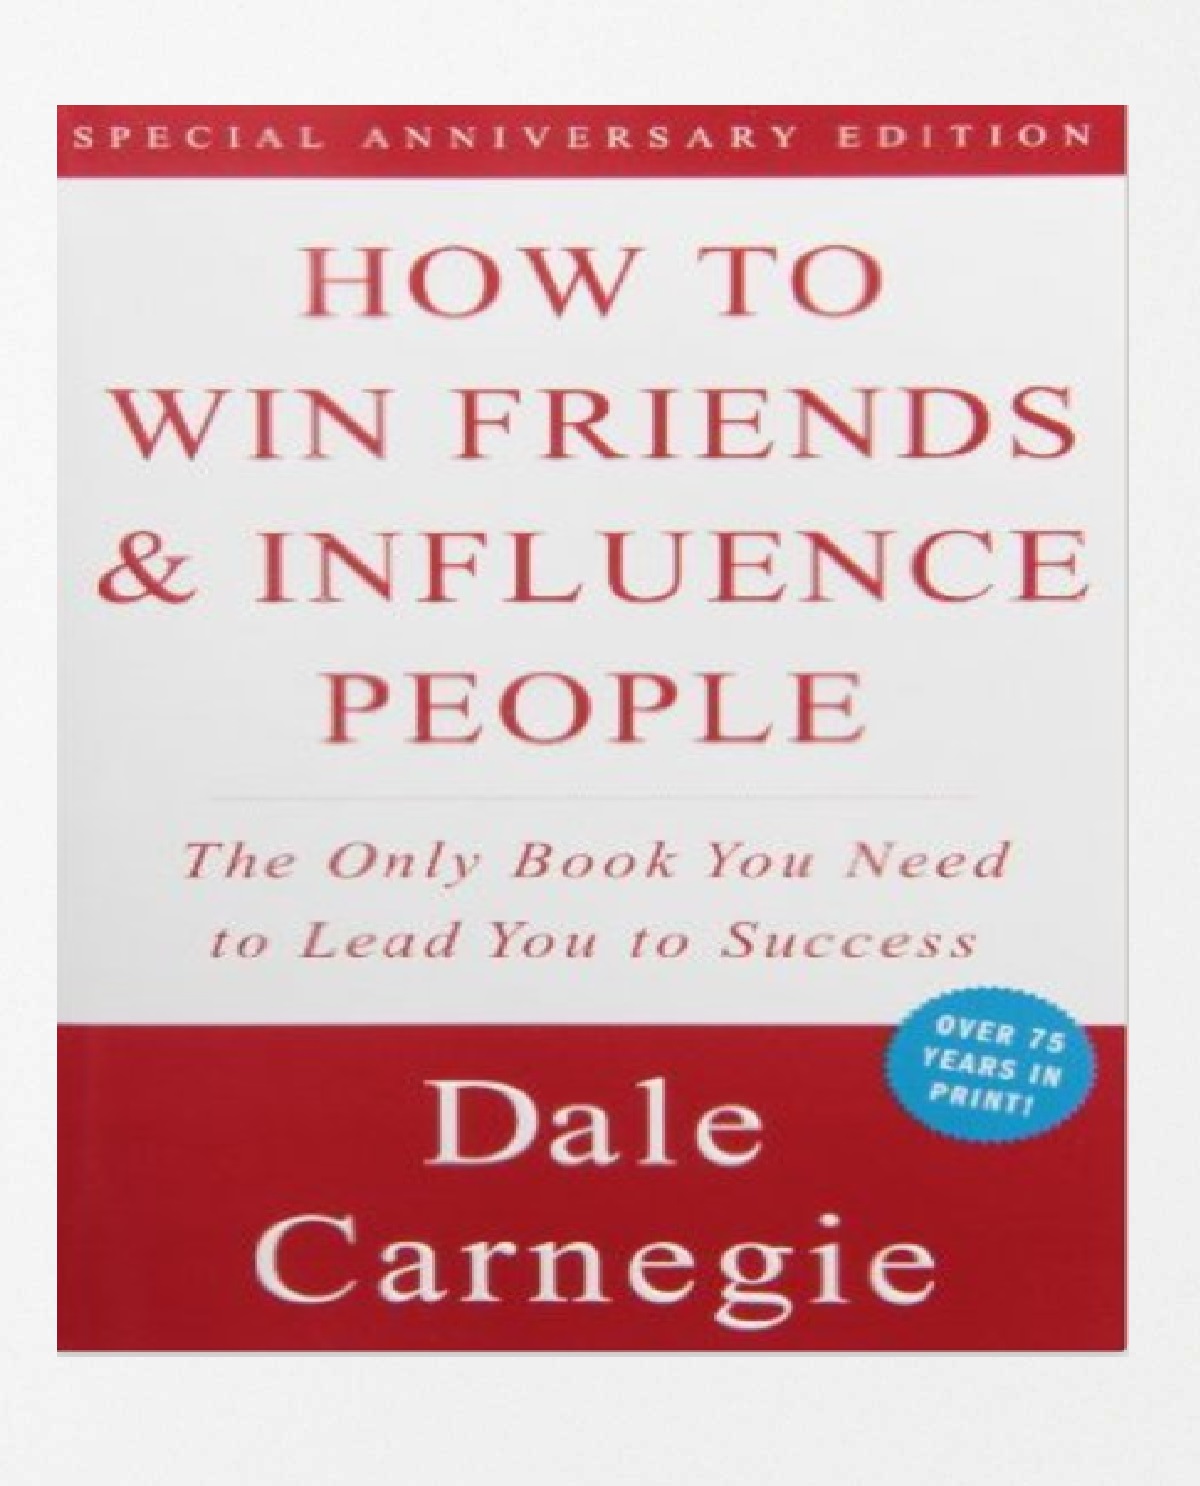 SPECIAL ANNIVERSARY EDITION
HOW TO
WIN FRIENDS
& INFLUENCE
PEOPLE
The Only Book You Need
to Lead You to Success
OVER 75
YEARS IN
PRINT!
Dale
Carnegie